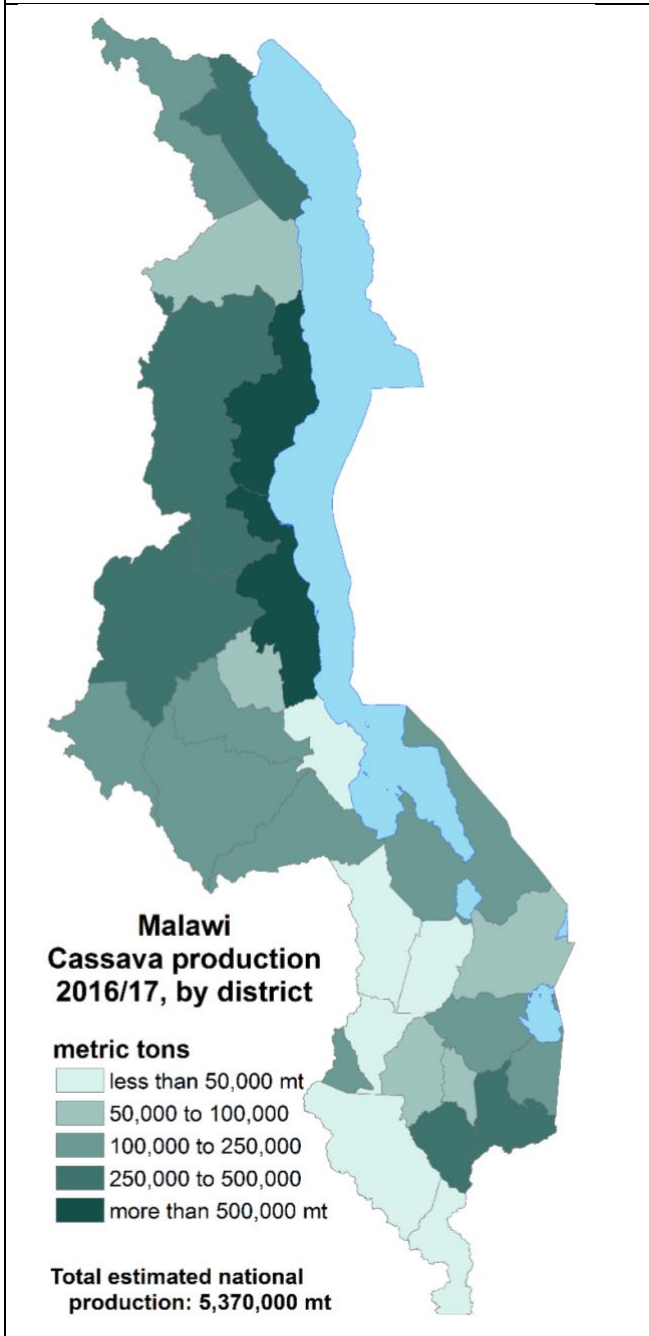 Malawi
Cassava production
2016/17, by district
metric tons
less than 50,000 mt
50,000 to 100,000
100,000 to 250,000
250,000 to 500,000
more than 500,000 mt
Total estimated national
production: 5,370,000 mt